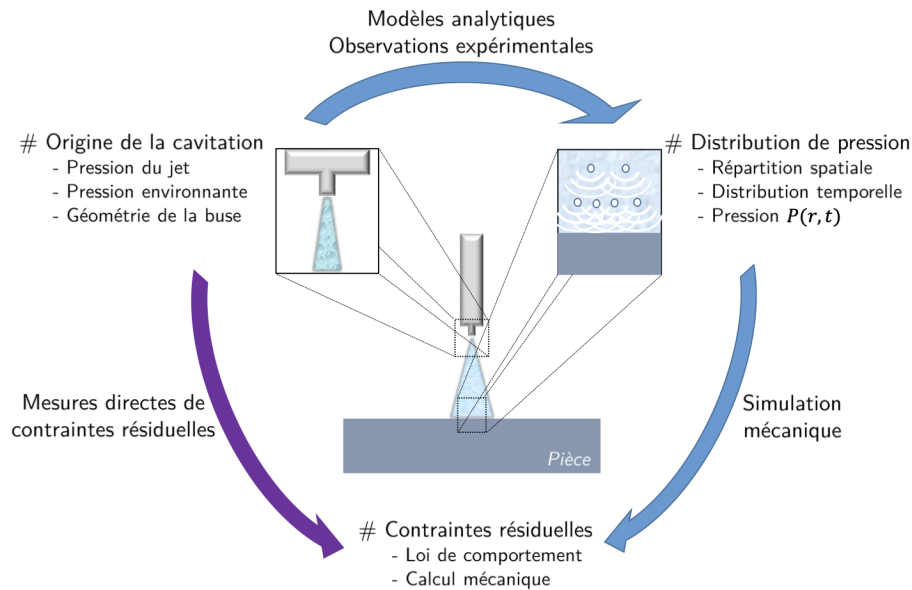 Modèles analytiques
Observations expérimentales
# Origine de la cavitation
- Pression du jet
- Pression environnante
- Géométrie de la buse
# Distribution de pression
- Répartition spatiale
- Distribution temporelle
- Pression P(r, t)
Mesures directes de
contraintes résiduelles
Simulation
mécanique
Pièce
# Contraintes résiduelles
- Loi de comportement
- Calcul mécanique